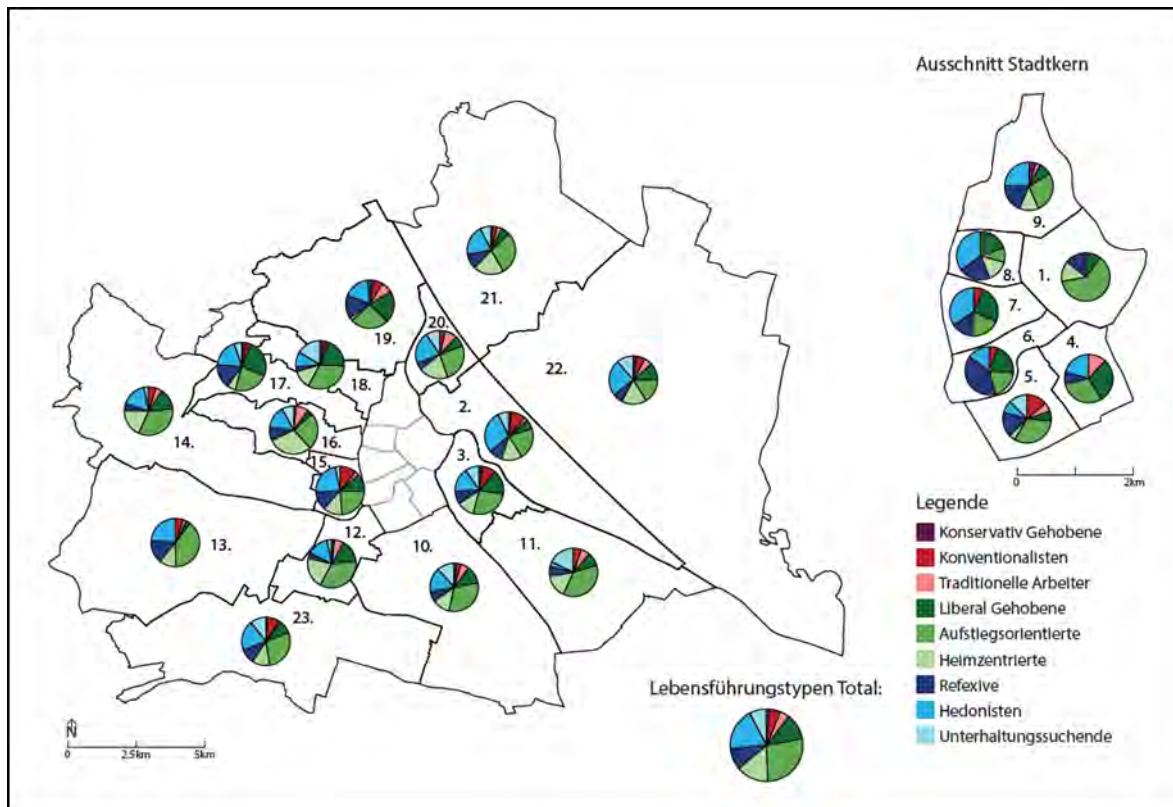 Ausschnitt Stadtkern
9.
8.
1.
7.
6.
4.
5.
0
2km
21.
20.
19.
22.
17.
18.
2.
16.
3.
14.
15.
12.
10.
13.
11.
23.
Legende
Konservativ Gehobene
Konventionalisten
Traditionelle Arbeiter
Liberal Gehobene
Aufstiegsorientierte
Heimzentrierte
Refexive
Hedonisten
Unterhaltungssuchende
Lebensführungstypen Total:
N
0
2.5km
5km